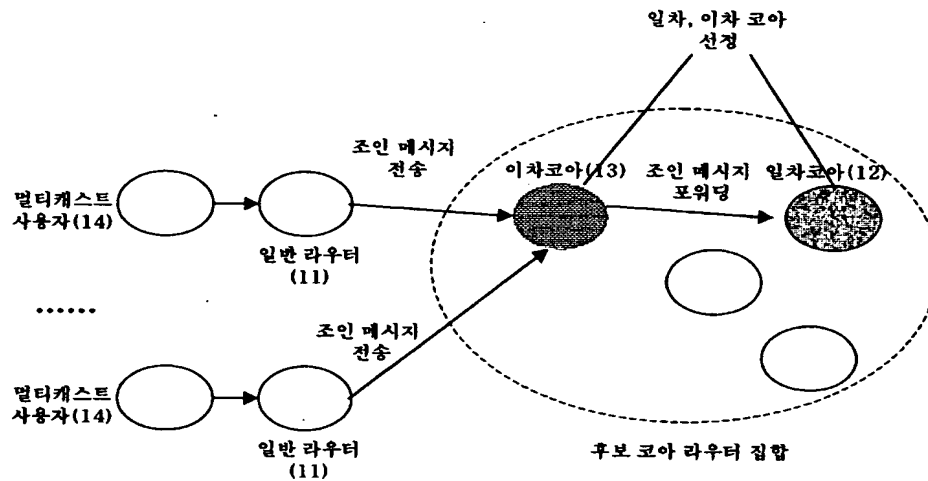 일차, 이차 코아
선정
조인 메시지
전송
이차코아(13)
조인 메시지
포워딩
일차코아(12)
멀티캐스트
사용자(14)
일반 라우터
(11)
......
조인 메시지
전송
멀티캐스트
사용자(14)
일반 라우터
(11)
후보 코아 라우터 집합